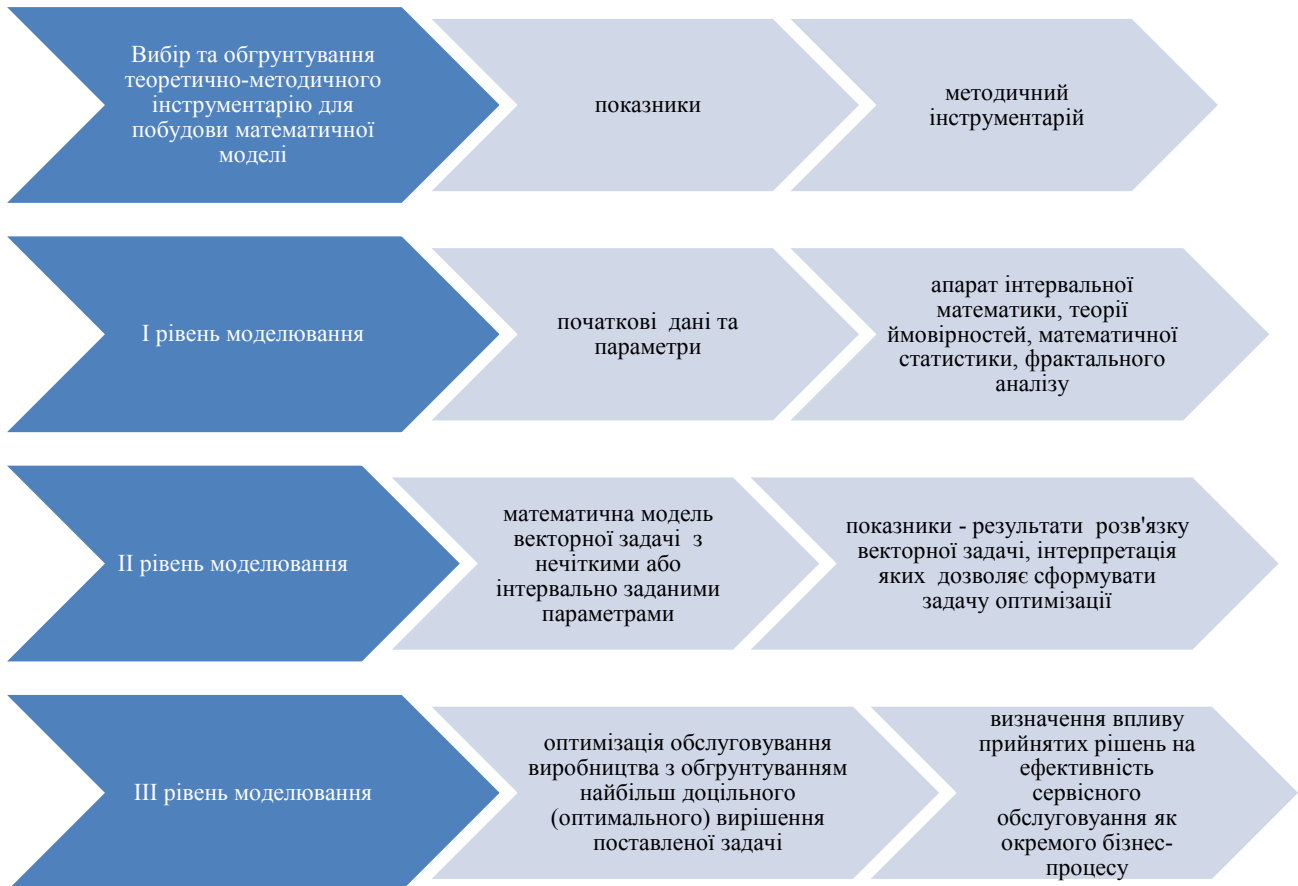 Вибір та обгрунтування
теоретично-методичного
інструментарію для
побудови математичної
моделі
показники
методичний
інструментарій
І рівень моделювання
початкові дані та
параметри
апарат інтервальної
математики, теорії
ймовірностей, математичної
статистики, фрактального
аналізу
ІІ рівень моделювання
математична модель
векторної задачі з
нечіткими або
інтервально заданими
параметрами
показники - результати розв'язку
векторної задачі, інтерпретація
яких дозволяє сформувати
задачу оптимізації
ІІІ рівень моделювання
оптимізація обслуговування
виробництва з обгрунтуванням
найбільш доцільного
(оптимального) вирішення
поставленої задачі
визначення впливу
прийнятих рішень на
ефективність
сервісного
обслуговуання як
окремого бізнес-
процесу